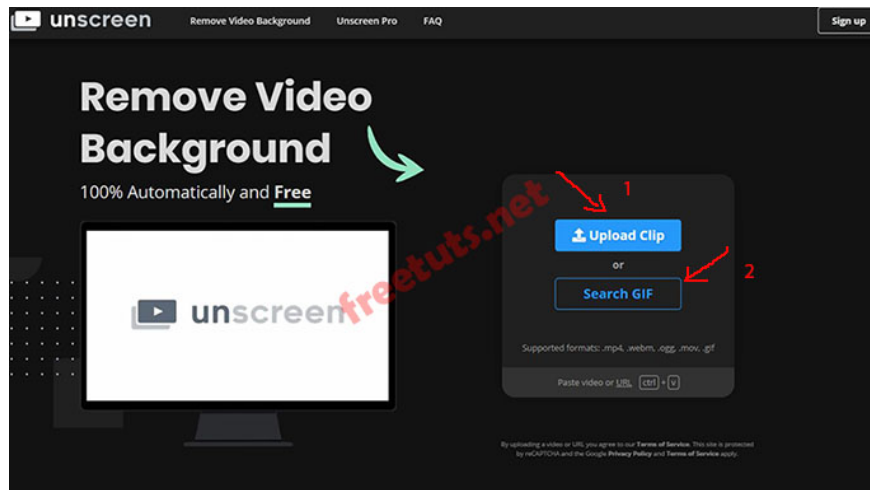 unscreen
Remove Video Background
Unscreen Pro
FAQ
Sign up
Remove Video
Background
100% Automatically and Free
1
Upload Clip
or
2
Search GIF
unscreen
freetuts.net
Supported formats: .mp4, .webm, .ogg, .mov, .gif
Paste video or URL ctrl + v
By uploading a video or URL you agree to our Terms of Service. This site is protected
by reCAPTCHA and the Google Privacy Policy and Terms of Service apply.